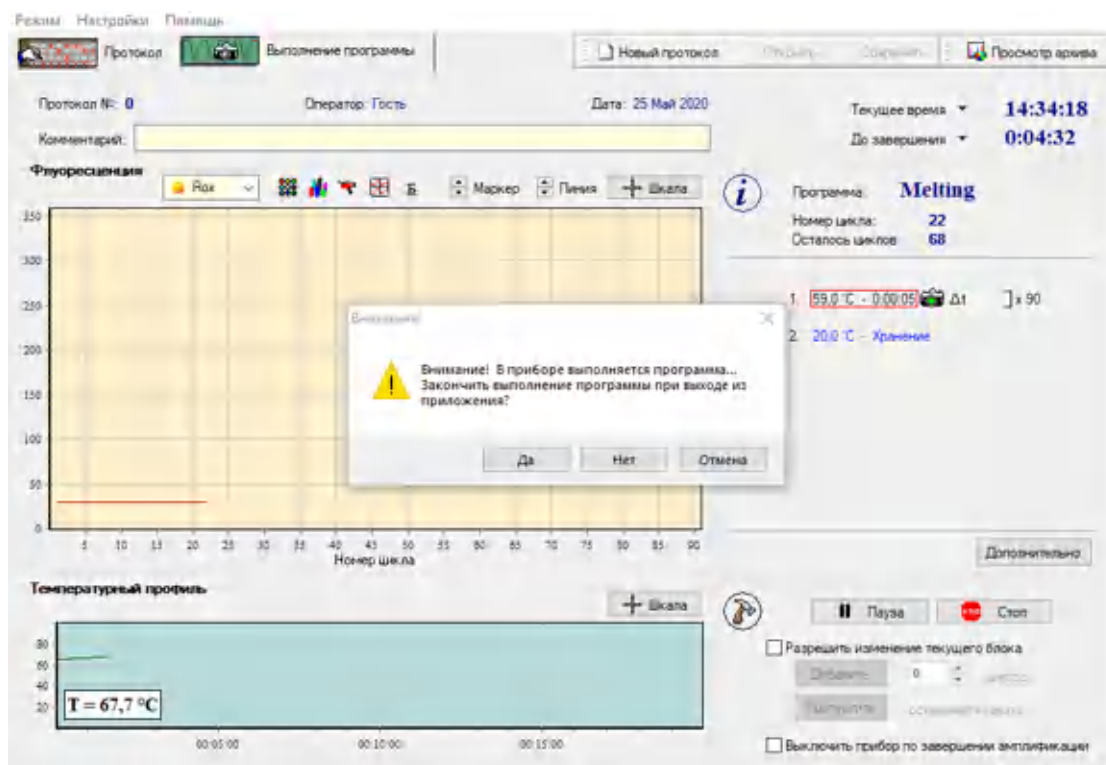 Режим Настройки Помощь
Протокол Выполнение программы Новый протокол Открыть Сохранить Просмотр архива
Протокол №: 0 Оператор: Гость Дата: 25 Май 2020
Комментарий:
Текущее время 14:34:18
До завершения 0:04:32
Флуоресценция
Rox Б Маркер Линия Шкала
i
Программа: Melting
Номер цикла: 22
Осталось циклов 68
1. 59,0 °C - 0:00:05 Δt ] x 90
2. 20,0 °C - Хранение
350
300
250
200
150
100
50
0
5 10 15 20 25 30 35 40 45 50 55 60 65 70 75 80 85 90
Номер цикла
Внимание
Внимание! В приборе выполняется программа...
Закончить выполнение программы при выходе из
приложения?
Да Нет Отмена
Дополнительно
Температурный профиль
Шкала
80
60
40
20
T = 67,7 °C
00:05:00 00:10:00 00:15:00
Пауза STOP Стоп
Разрешить изменение текущего блока
Добавить 0
Выключить прибор по завершении амплификации